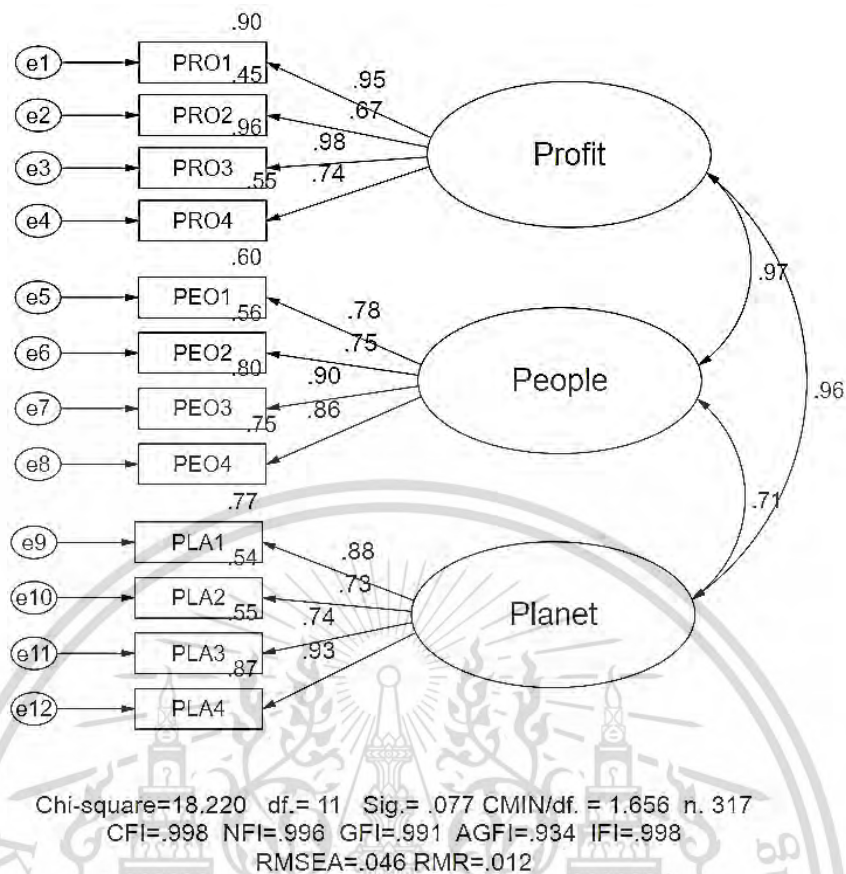 .90
e1 PRO1 .95
.45
e2 PRO2 .67
.96
e3 PRO3 .98
.55
e4 PRO4 .74
Profit
.60
e5 PEO1 .78
.56
e6 PEO2 .75
.80
e7 PEO3 .90
.75
e8 PEO4 .86
People
.97
.96
.77
e9 PLA1 .88
.54
e10 PLA2 .73
.55
e11 PLA3 .74
.87
e12 PLA4 .93
Planet
.71
Chi-square=18.220 df.= 11 Sig.= .077 CMIN/df. = 1.656 n. 317
CFI=.998 NFI=.996 GFI=.991 AGFI=.934 IFI=.998
RMSEA=.046 RMR=.012